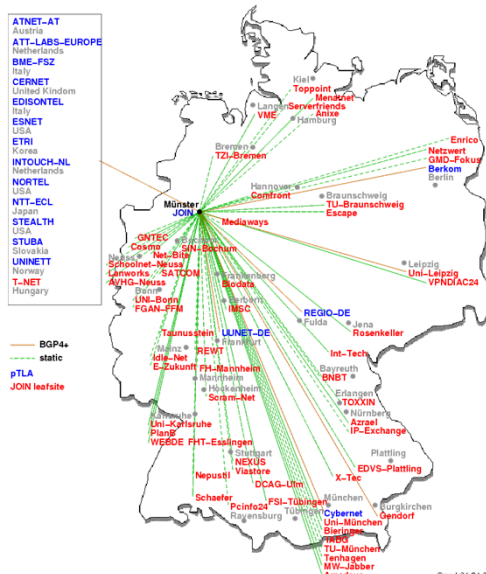 ATNET-AT
Austria
ATT-LABS-EUROPE
Netherlands
BME-FSZ
Italy
CERNET
United Kindom
EDISONTEL
Italy
ESNET
USA
ETRI
Korea
INTOUCH-NL
Netherlands
NORTEL
USA
NTT-ECL
Japan
STEALTH
USA
STUBA
Slovakia
UNINETT
Norway
T-NET
Hungary
BGP4+
static
pTLA
JOIN leafsite
Kiel
Toppoint
Langen
VME
Serverfriends
Anixe
Hamburg
Bremen
TZI-Bremen
Enrico
Netzwert
GMD-Fokus
Berkom
Berlin
Hannover
Comfront
Braunschweig
TU-Braunschweig
Escape
Münster
JOIN
Mediaways
GNTEC
Cosmo
Net-Bite
SIN-Bochum
Neuss
Schoolnet-Neuss
Lanworks
SATCOM
AVHG-Neuss
Bonn
UNI-Bonn
FGAN-FFM
Frankenberg
Biodata
Herborn
IMSC
Leipzig
Uni-Leipzig
VPNDIAC24
REGIO-DE
Fulda
Jena
Rosenkeller
Taunusstein
UUNET-DE
Frankfurt
Mainz
REWT
Idle-Net
E-Zukunft
FH-Mannheim
Mannheim
Hockenheim
Scram-Net
Int-Tech
Bayreuth
BNBT
Erlangen
TOXXIN
Nürnberg
Azrael
IP-Exchange
Karlsruhe
Uni-Karlsruhe
PlanB
WEBDE
FHT-Esslingen
Stuttgart
NEXUS
Viastore
Plattling
EDVS-Plattling
Nepustil
DCAG-Ulm
X-Tec
Schaefer
Pcinfo24
FSI-Tübingen
Tübingen
Ravensburg
München
Cybernet
Uni-München
Bierinner
IABG
TU-München
Tenhagen
MW-Jabber
Burgkirchen
Gendorf